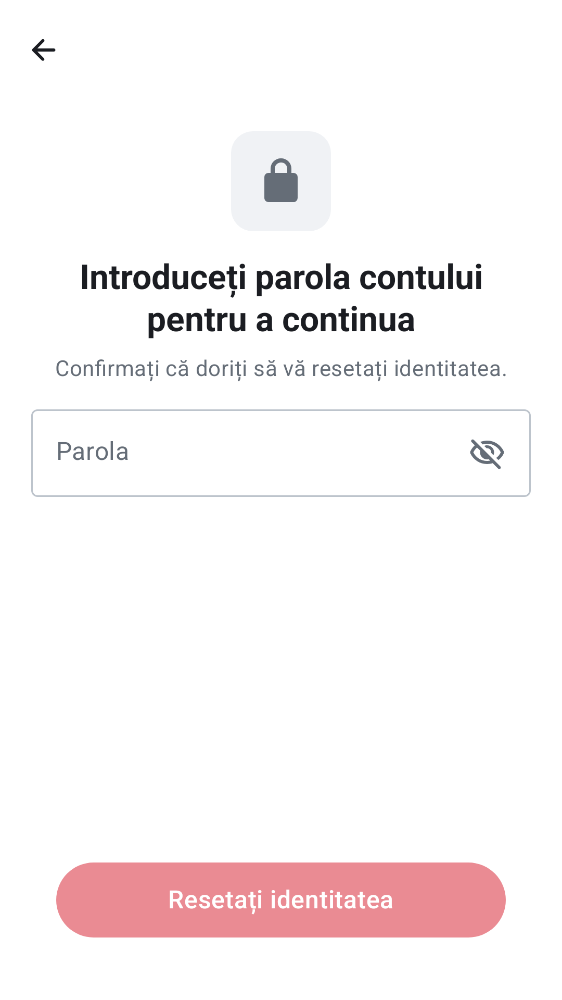 Introduceți parola contului
pentru a continua
Confirmați că doriți să vă resetați identitatea.
Parola
Resetați identitatea